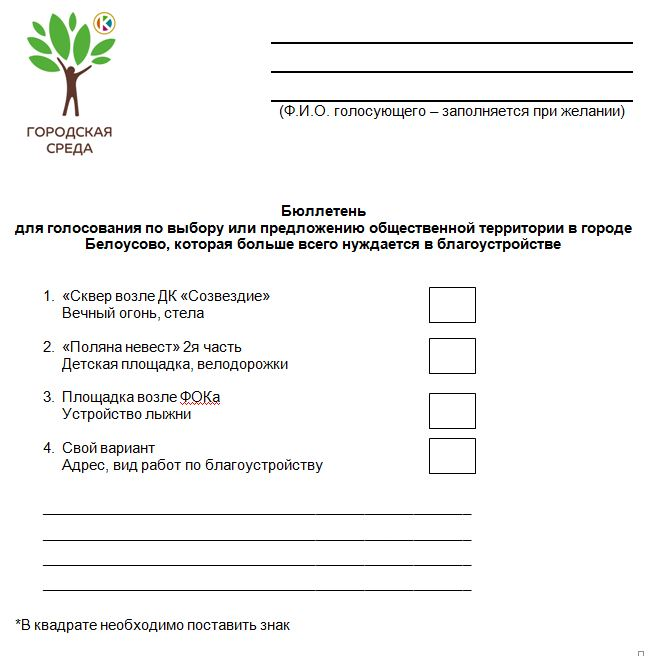 К
ГОРОДСКАЯ
СРЕДА
(Ф.И.О. голосующего – заполняется при желании)
Бюллетень
для голосования по выбору или предложению общественной территории в городе
Белоусово, которая больше всего нуждается в благоустройстве
1. «Сквер возле ДК «Созвездие»
Вечный огонь, стела
2. «Поляна невест» 2я часть
Детская площадка, велодорожки
3. Площадка возле ФОКа
Устройство лыжни
4. Свой вариант
Адрес, вид работ по благоустройству
*В квадрате необходимо поставить знак